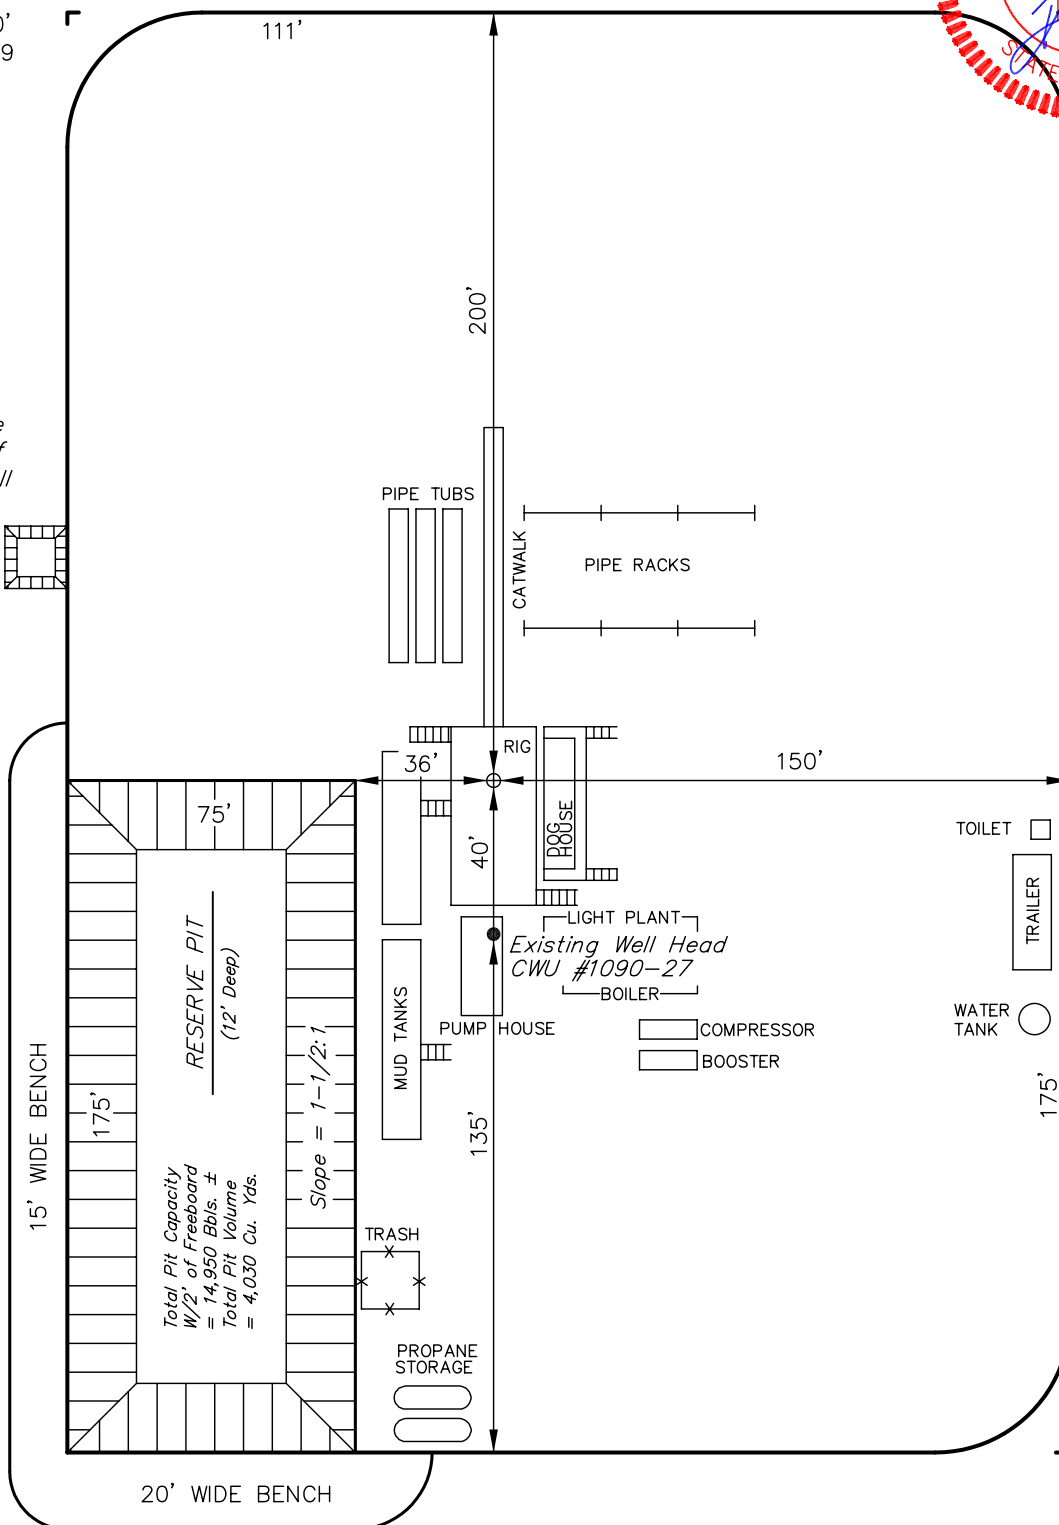 111'
200'
PIPE TUBS
CATWALK
PIPE RACKS
RIG
36'
150'
DOG
HOUSE
40'
75'
TOILET
TRAILER
LIGHT PLANT
Existing Well Head
CWU #1090-27
BOILER
PUMP HOUSE
MUD TANKS
COMPRESSOR
BOOSTER
WATER
TANK
175'
RESERVE PIT
(12' Deep)
Slope = 1-1/2:1
175'
15' WIDE BENCH
135'
Total Pit Capacity
W/2' of Freeboard
= 14,950 Bbls. ±
Total Pit Volume
= 4,030 Cu. Yds.
TRASH
PROPANE
STORAGE
20' WIDE BENCH
STATE